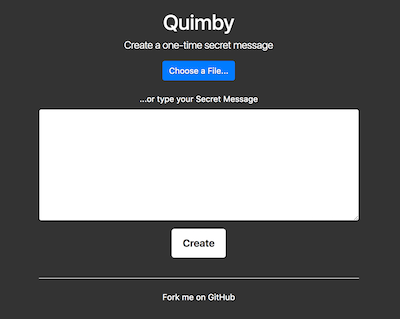 Quimby
Create a one-time secret message
Choose a File...
...or type your Secret Message
Create
Fork me on GitHub